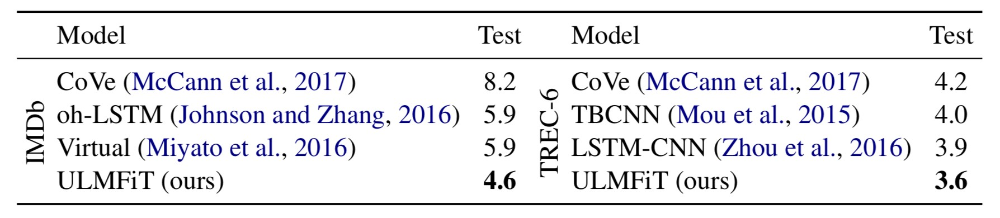 Model Test Model Test
IMDb
CoVe (McCann et al., 2017) 8.2
oh-LSTM (Johnson and Zhang, 2016) 5.9
Virtual (Miyato et al., 2016) 5.9
ULMFiT (ours) 4.6
TREC-6
CoVe (McCann et al., 2017) 4.2
TBCNN (Mou et al., 2015) 4.0
LSTM-CNN (Zhou et al., 2016) 3.9
ULMFiT (ours) 3.6